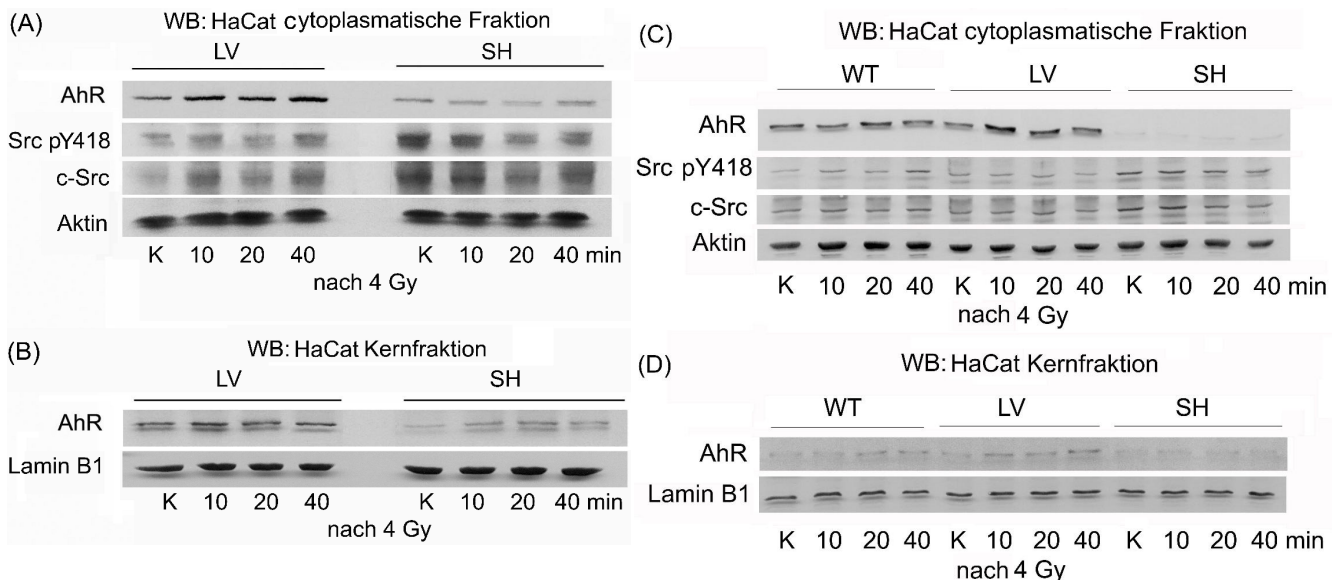 (A)
WB: HaCat cytoplasmatische Fraktion
LV SH
AhR
Src pY418
c-Src
Aktin
K 10 20 40 K 10 20 40 min
nach 4 Gy
(B)
WB: HaCat Kernfraktion
LV SH
AhR
Lamin B1
K 10 20 40 K 10 20 40 min
nach 4 Gy
(C)
WB: HaCat cytoplasmatische Fraktion
WT LV SH
AhR
Src pY418
c-Src
Aktin
K 10 20 40 K 10 20 40 K 10 20 40 min
nach 4 Gy
(D)
WB: HaCat Kernfraktion
WT LV SH
AhR
Lamin B1
K 10 20 40 K 10 20 40 K 10 20 40 min
nach 4 Gy